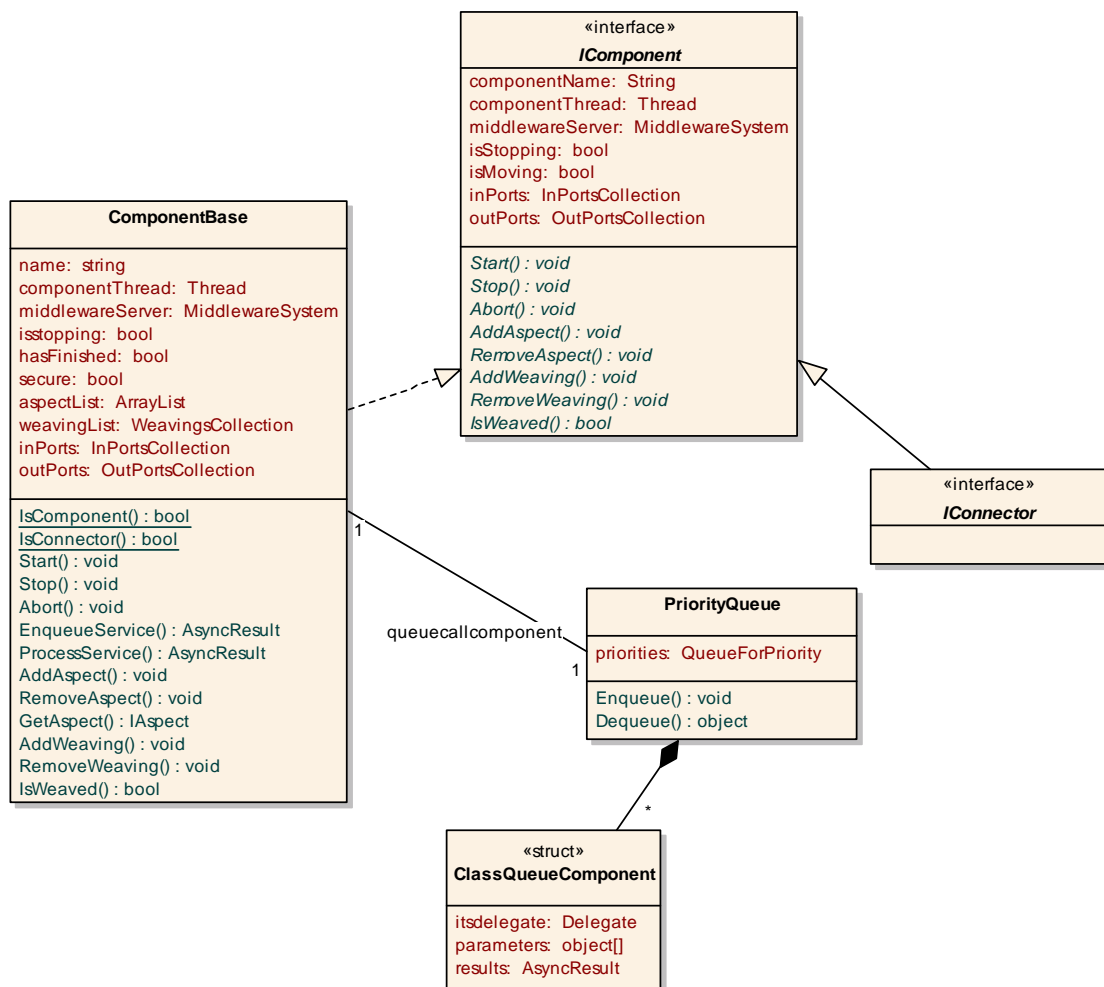 «interface»
IComponent
componentName: String
componentThread: Thread
middlewareServer: MiddlewareSystem
isStopping: bool
isMoving: bool
inPorts: InPortsCollection
outPorts: OutPortsCollection
Start() : void
Stop() : void
Abort() : void
AddAspect() : void
RemoveAspect() : void
AddWeaving() : void
RemoveWeaving() : void
IsWeaved() : bool
ComponentBase
name: string
componentThread: Thread
middlewareServer: MiddlewareSystem
isstopping: bool
hasFinished: bool
secure: bool
aspectList: ArrayList
weavingList: WeavingsCollection
inPorts: InPortsCollection
outPorts: OutPortsCollection
IsComponent() : bool
IsConnector() : bool
Start() : void
Stop() : void
Abort() : void
EnqueueService() : AsyncResult
ProcessService() : AsyncResult
AddAspect() : void
RemoveAspect() : void
GetAspect() : IAspect
AddWeaving() : void
RemoveWeaving() : void
IsWeaved() : bool
«interface»
IConnector
1
queuecallcomponent
1
PriorityQueue
priorities: QueueForPriority
Enqueue() : void
Dequeue() : object
*
«struct»
ClassQueueComponent
itsdelegate: Delegate
parameters: object[]
results: AsyncResult